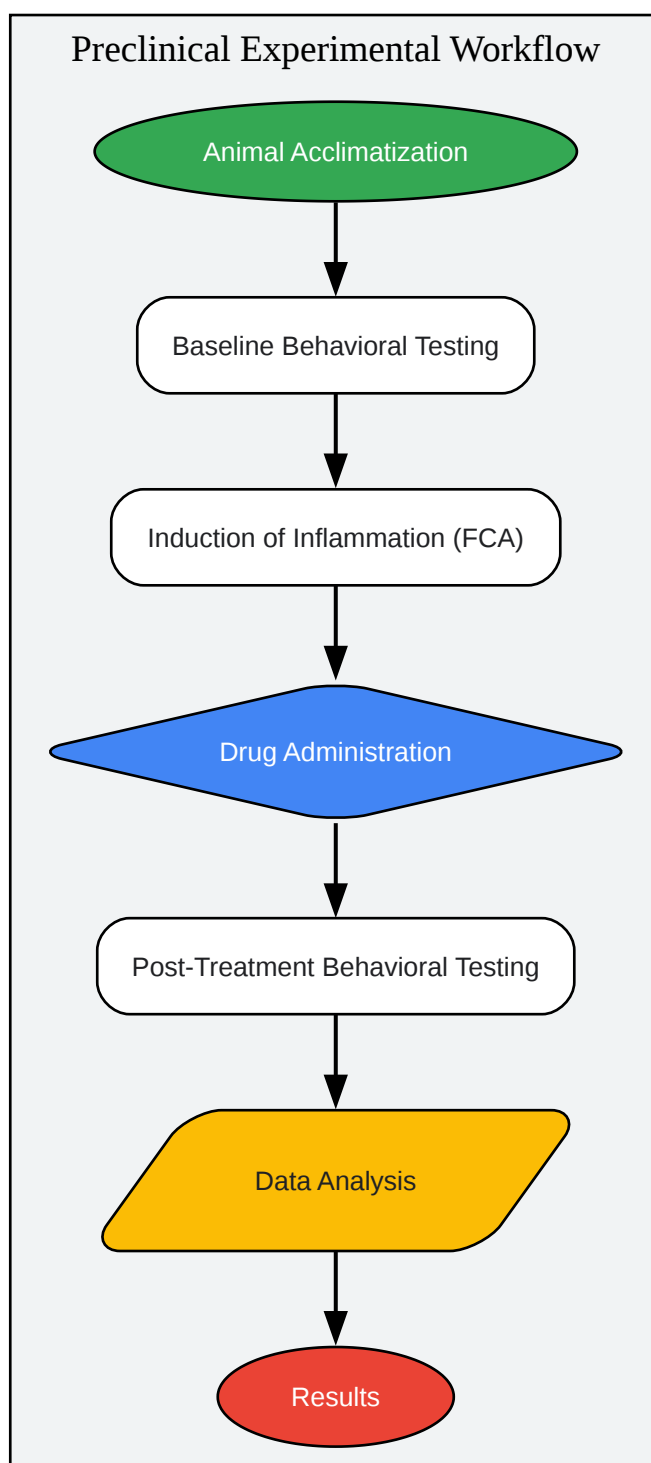 Preclinical Experimental Workflow
Animal Acclimatization
Baseline Behavioral Testing
Induction of Inflammation (FCA)
Drug Administration
Post-Treatment Behavioral Testing
Data Analysis
Results